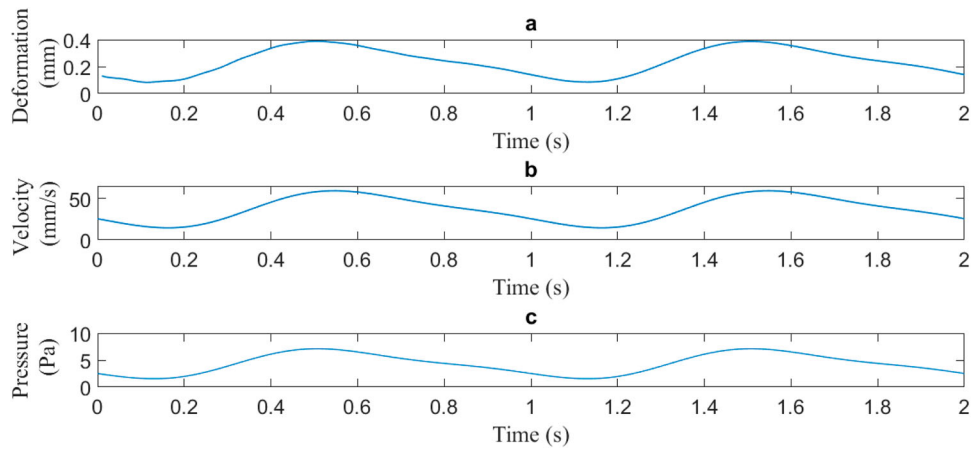 a
Deformation
(mm)
0.4
0.2
0
0 0.2 0.4 0.6 0.8 1 1.2 1.4 1.6 1.8 2
Time (s)
b
Velocity
(mm/s)
50
0
0 0.2 0.4 0.6 0.8 1 1.2 1.4 1.6 1.8 2
Time (s)
c
Pressure
(Pa)
10
5
0
0 0.2 0.4 0.6 0.8 1 1.2 1.4 1.6 1.8 2
Time (s)